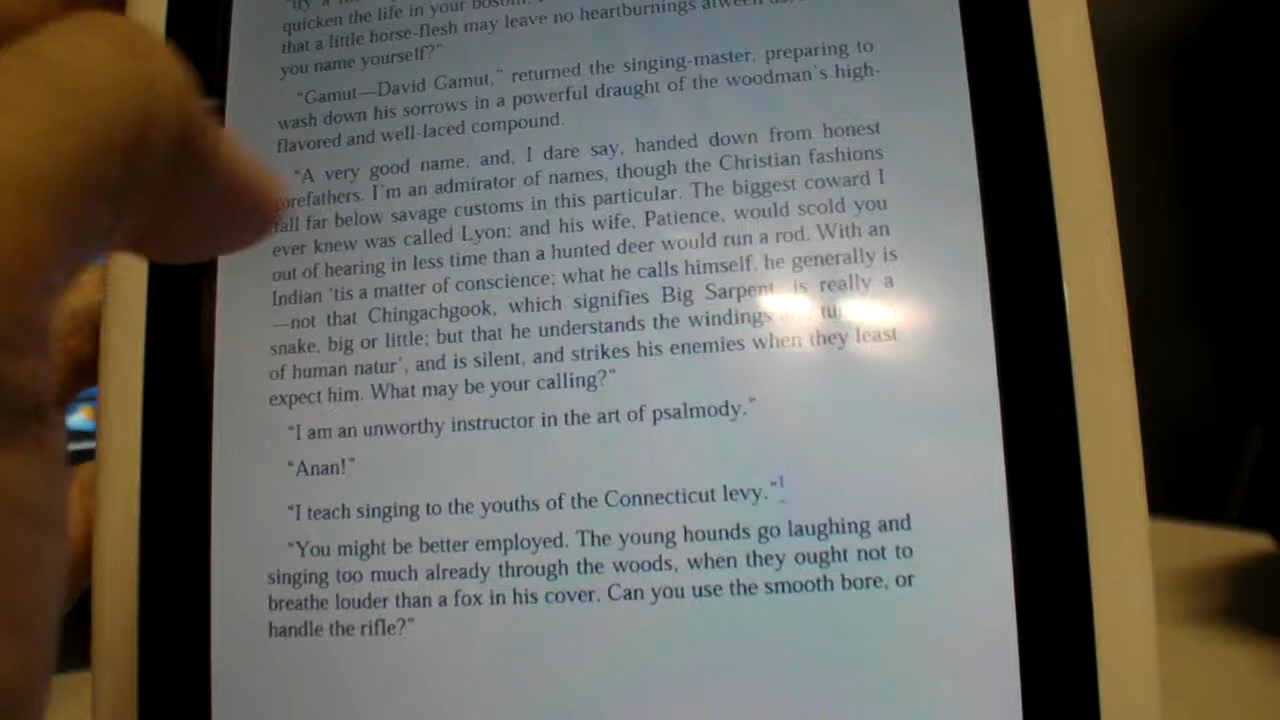 quicken the life in your bosom.
that a little horse-flesh may leave no heartburnings atween us.
you name yourself?"
"Gamut—David Gamut," returned the singing-master, preparing to
wash down his sorrows in a powerful draught of the woodman's high-
flavored and well-laced compound.
"A very good name, and, I dare say, handed down from honest
forefathers. I'm an admirator of names, though the Christian fashions
fall far below savage customs in this particular. The biggest coward I
ever knew was called Lyon; and his wife, Patience, would scold you
out of hearing in less time than a hunted deer would run a rod. With an
Indian 'tis a matter of conscience; what he calls himself, he generally is
—not that Chingachgook, which signifies Big Sarpent, is really a
snake, big or little; but that he understands the windings
of human natur', and is silent, and strikes his enemies when they least
expect him. What may be your calling?"
"I am an unworthy instructor in the art of psalmody."
"Anan!"
"I teach singing to the youths of the Connecticut levy."1
"You might be better employed. The young hounds go laughing and
singing too much already through the woods, when they ought not to
breathe louder than a fox in his cover. Can you use the smooth bore, or
handle the rifle?"